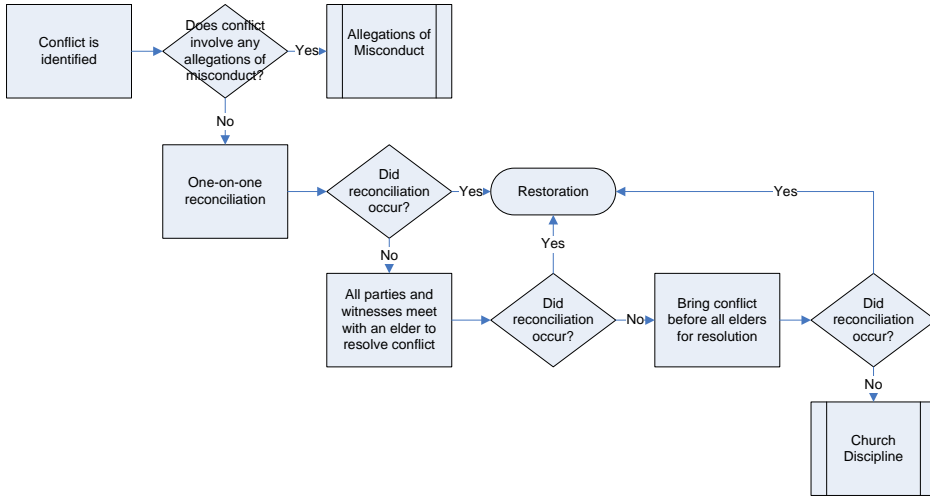 Conflict is
identified
Does conflict
involve any
allegations of
misconduct?
Yes
Allegations of
Misconduct
No
One-on-one
reconciliation
Did
reconciliation
occur?
Yes
Restoration
Yes
No
Yes
All parties and
witnesses meet
with an elder to
resolve conflict
Did
reconciliation
occur?
No
Bring conflict
before all elders
for resolution
Did
reconciliation
occur?
No
Church
Discipline